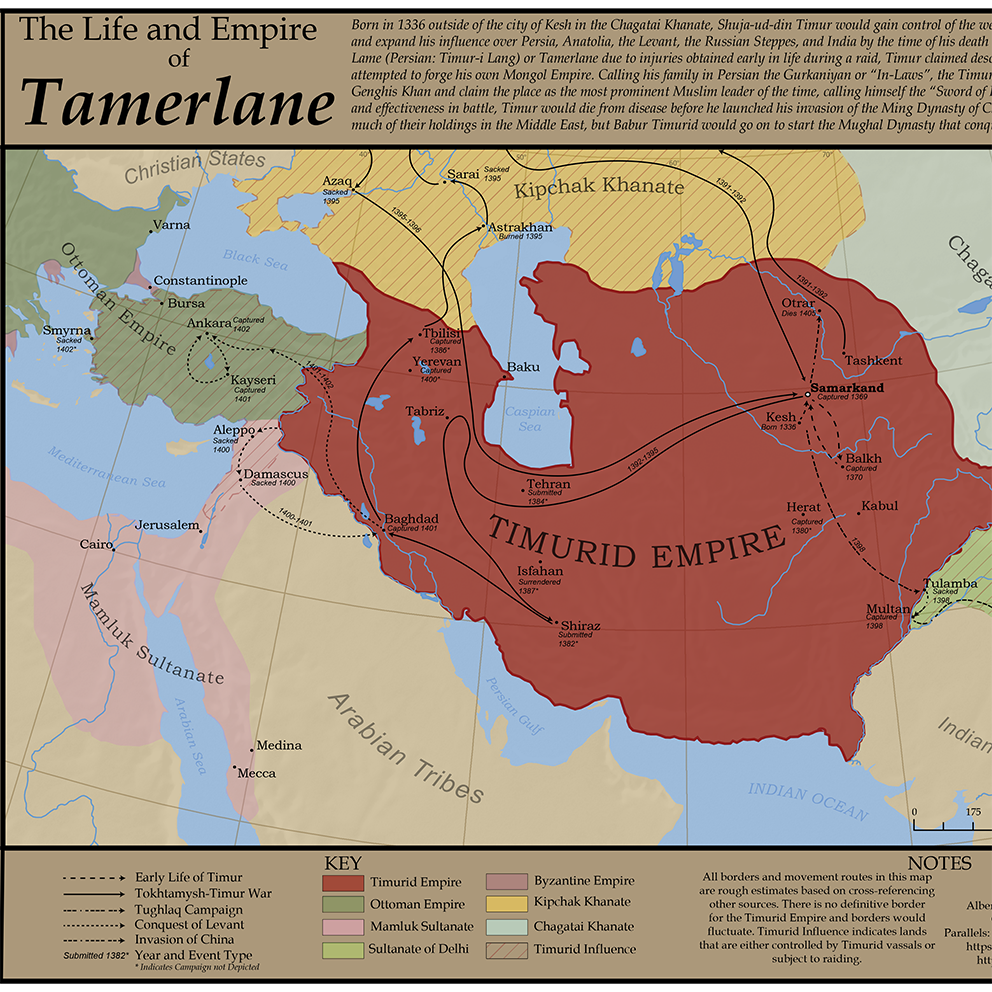 The Life and Empire
of
Tamerlane
Born in 1336 outside of the city of Kesh in the Chagatai Khanate, Shuja-ud-din Timur would gain control of the we
and expand his influence over Persia, Anatolia, the Levant, the Russian Steppes, and India by the time of his death
Lame (Persian: Timur-i Lang) or Tamerlane due to injuries obtained early in life during a raid, Timur claimed desc
attempted to forge his own Mongol Empire. Calling his family in Persian the Gurkaniyan or “In-Laws”, the Timur
Genghis Khan and claim the place as the most prominent Muslim leader of the time, calling himself the “Sword of
and effectiveness in battle, Timur would die from disease before he launched his invasion of the Ming Dynasty of C
much of their holdings in the Middle East, but Babur Timurid would go on to start the Mughal Dynasty that conq
40°
50°
60°
70°
Christian States
Azaq
Sacked
1395
Sarai
Sacked
1395
Kipchak Khanate
1391-1392
1395-1396
Astrakhan
Burned 1395
Varna
Black Sea
Chaga
Ottoman Empire
Constantinople
Bursa
1391-1392
Otrar
Dies 1405
Smyrna
Sacked
1402*
Ankara
Captured
1402
Tbilisi
Captured
1386*
Yerevan
Captured
1400*
Baku
Tashkent
Kayseri
Captured
1401
1401-1402
Samarkand
Captured 1369
Tabriz
Caspian
Sea
Kesh
Born 1336
Aleppo
Sacked
1400
Mediterranean Sea
Damascus
Sacked 1400
1392-1395
Balkh
Captured
1370
Tehran
Submitted
1384*
Herat
Captured
1380*
Kabul
1400-1401
Baghdad
Captured 1401
Jerusalem
Cairo
TIMURID EMPIRE
1398
Isfahan
Surrendered
1387*
Tulamba
Sacked
1398
Multan
Captured
1398
Mamluk Sultanate
Shiraz
Submitted
1382*
Persian Gulf
Arabian Sea
Arabian Tribes
Indian
Medina
Mecca
INDIAN OCEAN
0
175
KEY
Early Life of Timur
Tokhtamysh-Timur War
Tughlaq Campaign
Conquest of Levant
Invasion of China
Submitted 1382* Year and Event Type
* Indicates Campaign not Depicted
Timurid Empire
Ottoman Empire
Mamluk Sultanate
Sultanate of Delhi
Byzantine Empire
Kipchak Khanate
Chagatai Khanate
Timurid Influence
NOTES
All borders and movement routes in this map
are rough estimates based on cross-referencing
other sources. There is no definitive border
for the Timurid Empire and borders would
fluctuate. Timurid Influence indicates lands
that are either controlled by Timurid vassals or
subject to raiding.
Alber
Parallels:
https
htt